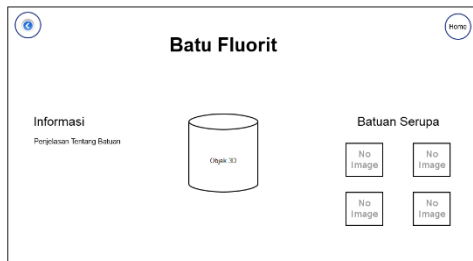 Home
Batu Fluorit
Informasi
Penjelasan Tentang Batuan
Objek 3D
Batuan Serupa
No
Image
No
Image
No
Image
No
Image